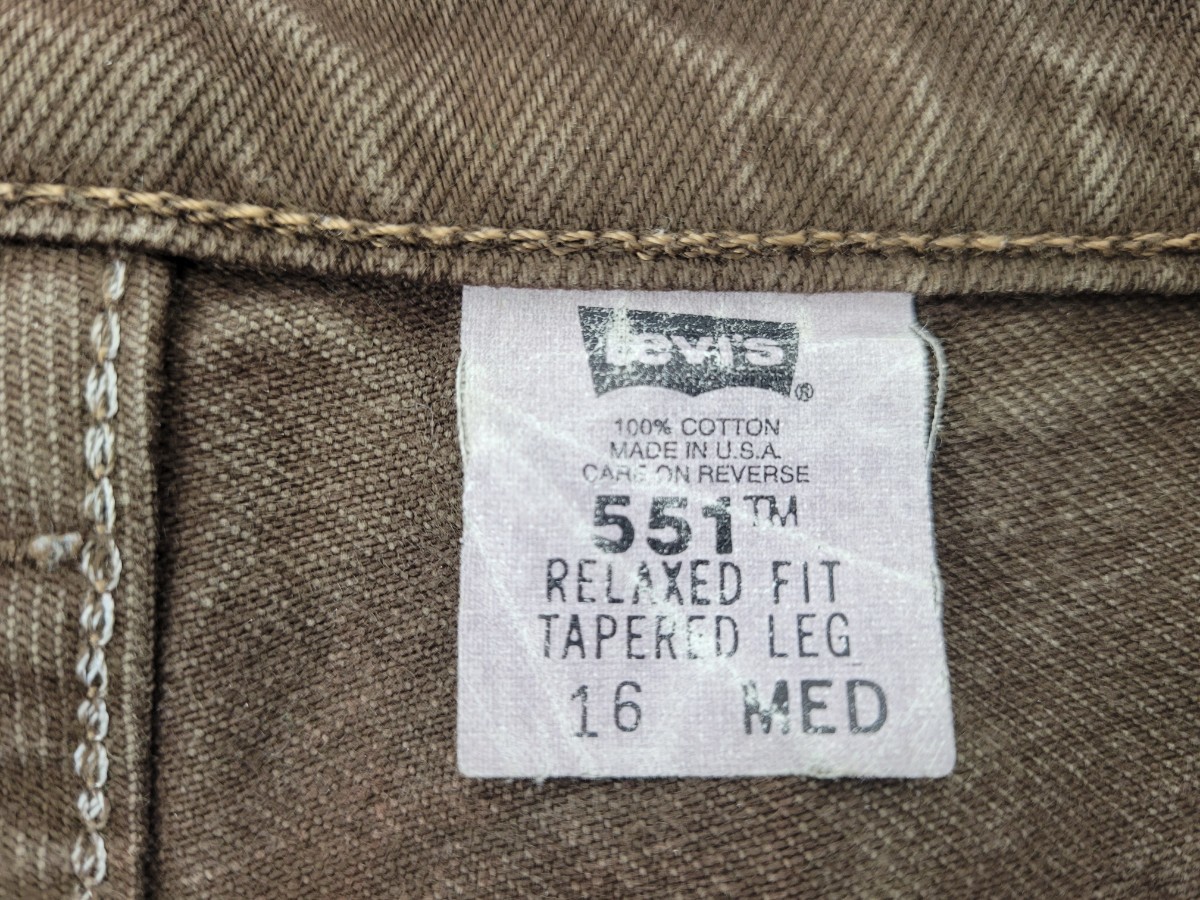 Levi's
®
100% COTTON
MADE IN U.S.A.
CARE ON REVERSE
551™
RELAXED FIT
TAPERED LEG
16 MED